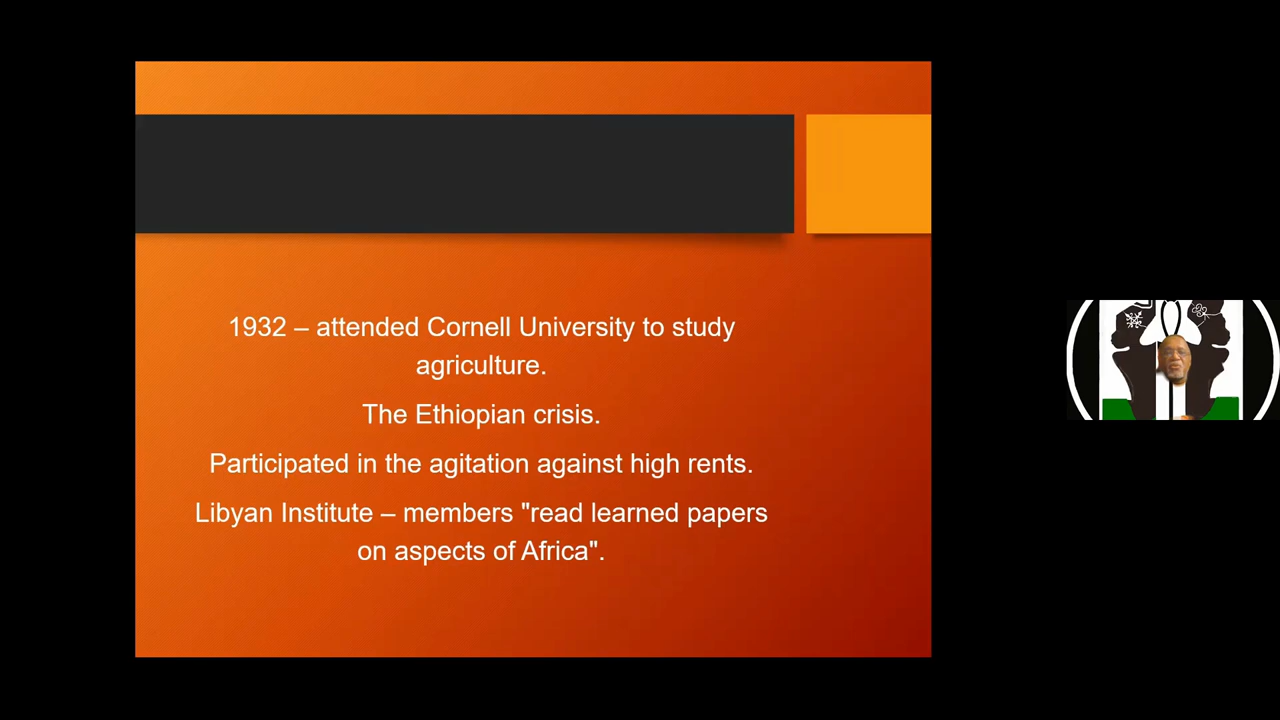 1932 – attended Cornell University to study
agriculture.
The Ethiopian crisis.
Participated in the agitation against high rents.
Libyan Institute – members "read learned papers
on aspects of Africa".